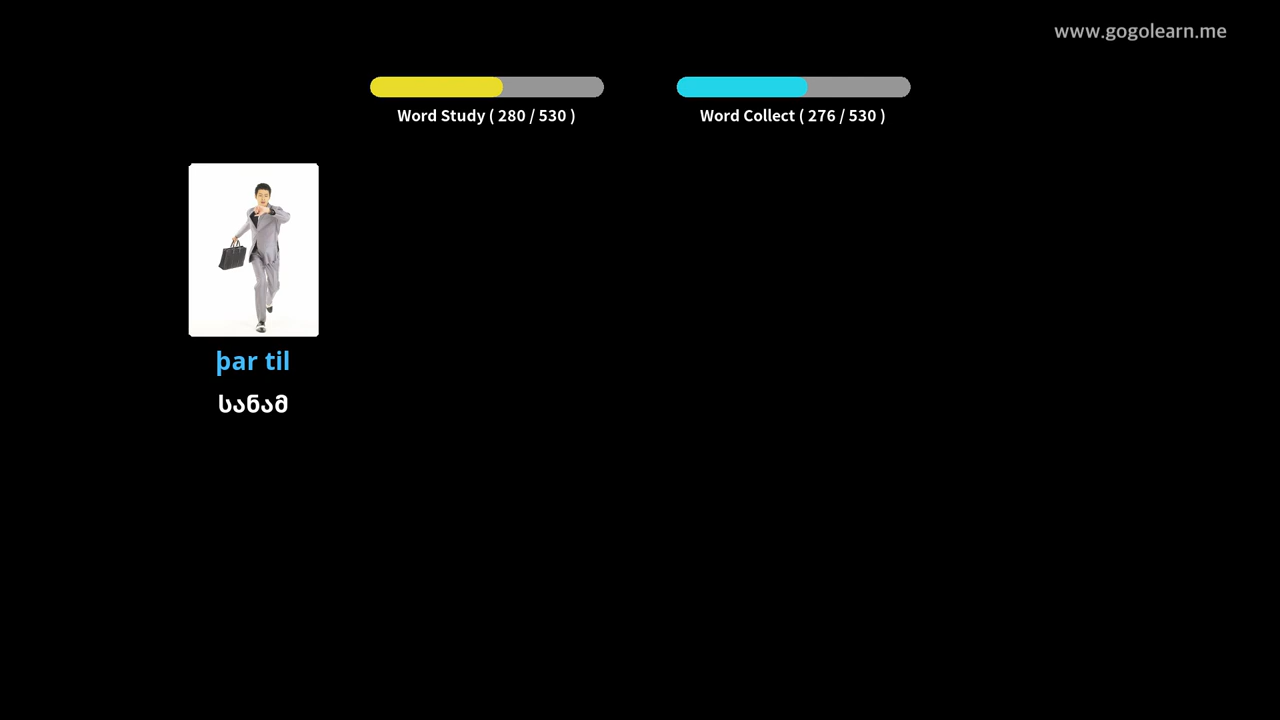 www.gogolearn.me
Word Study ( 280 / 530 )
Word Collect ( 276 / 530 )
þar til
სანამ